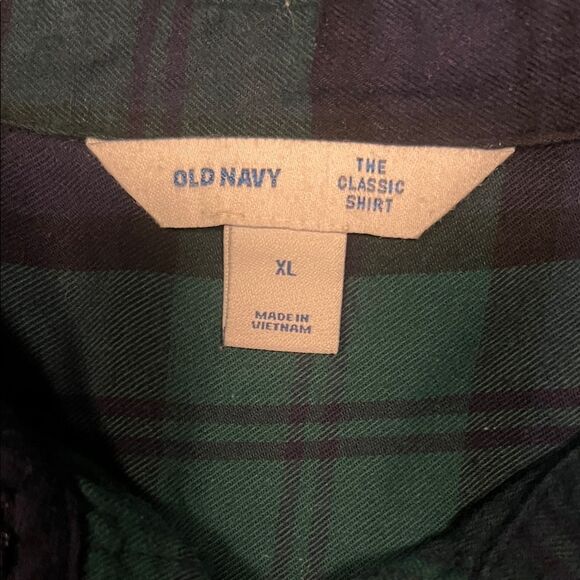 OLD NAVY
THE
CLASSIC
SHIRT
XL
MADE IN
VIETNAM